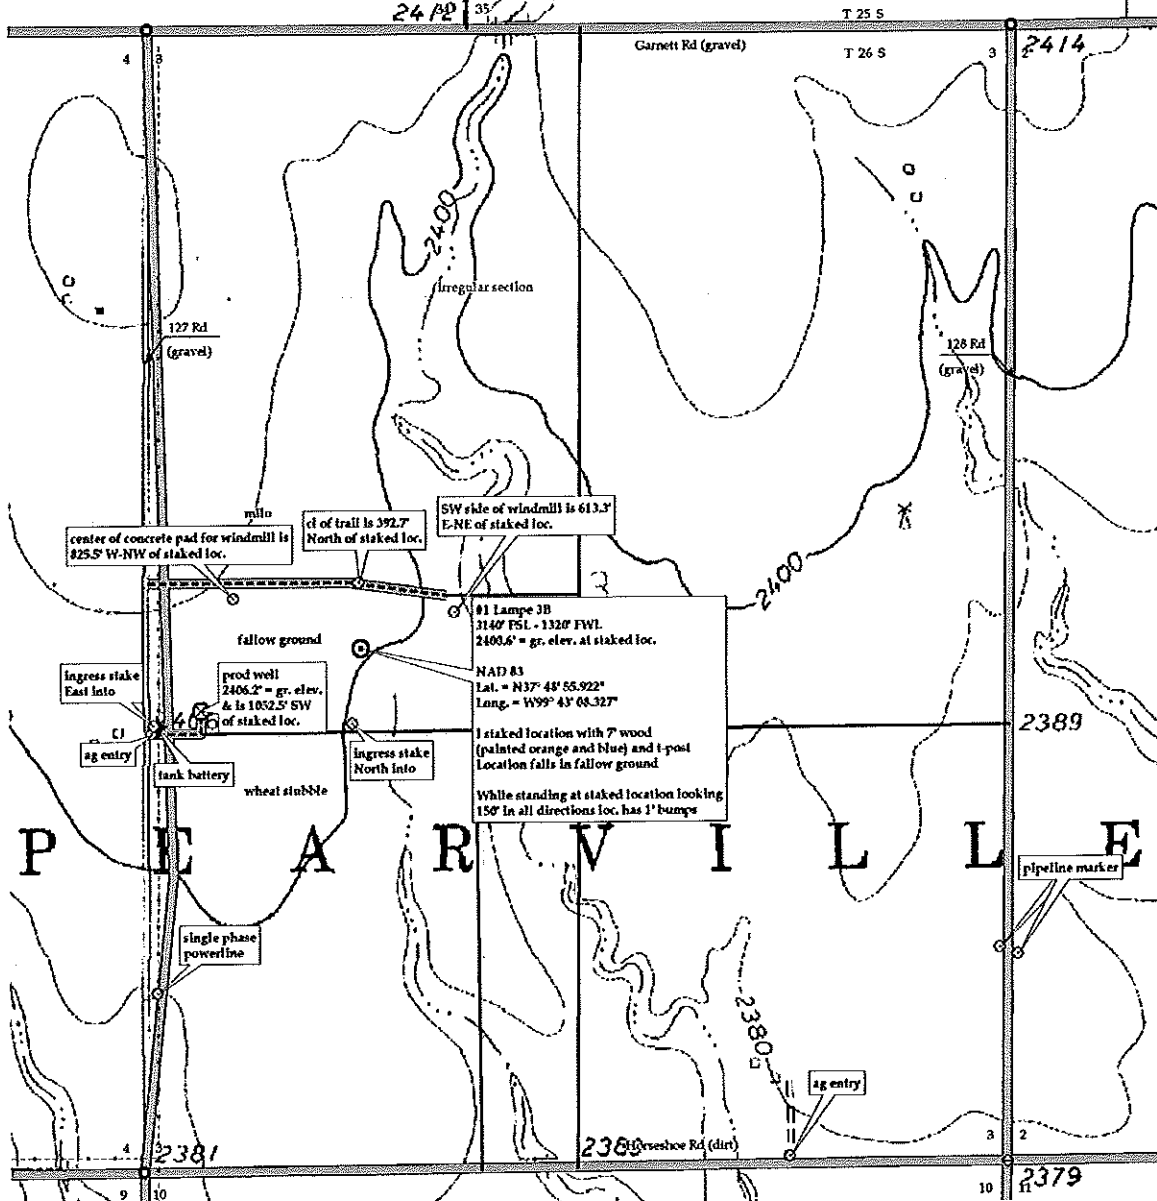 2412
35
T 25 S
Garnett Rd (gravel)
T 26 S
4
3
3
2
2414
2400
Irregular section
127 Rd
(gravel)
128 Rd
(gravel)
milo
center of concrete pad for windmill is
825.5' W-NW of staked loc.
cl of trail is 392.7'
North of staked loc.
SW side of windmill is 613.3'
E-NE of staked loc.
2400
#1 Lampe 3B
3140' FSL - 1320' FWL
2408.6' = gr. elev. at staked loc.
NAD 83
Lat. = N37° 48' 55.922"
Long. = W99° 43' 08.327"
1 staked location with 7' wood
(painted orange and blue) and t-post
Location falls in fallow ground
While standing at staked location looking
150' in all directions loc. has 1' bumps
fallow ground
ingress stake
East into
prod well
2406.2' = gr. elev.
& is 1052.5' SW
of staked loc.
ag entry
tank battery
ingress stake
North into
2389
wheat stubble
PEARVILLE
pipeline marker
single phase
powerline
2380
ag entry
4
3
2381
Horseshoe Rd (dirt)
3
2
2379
9
10
10
11